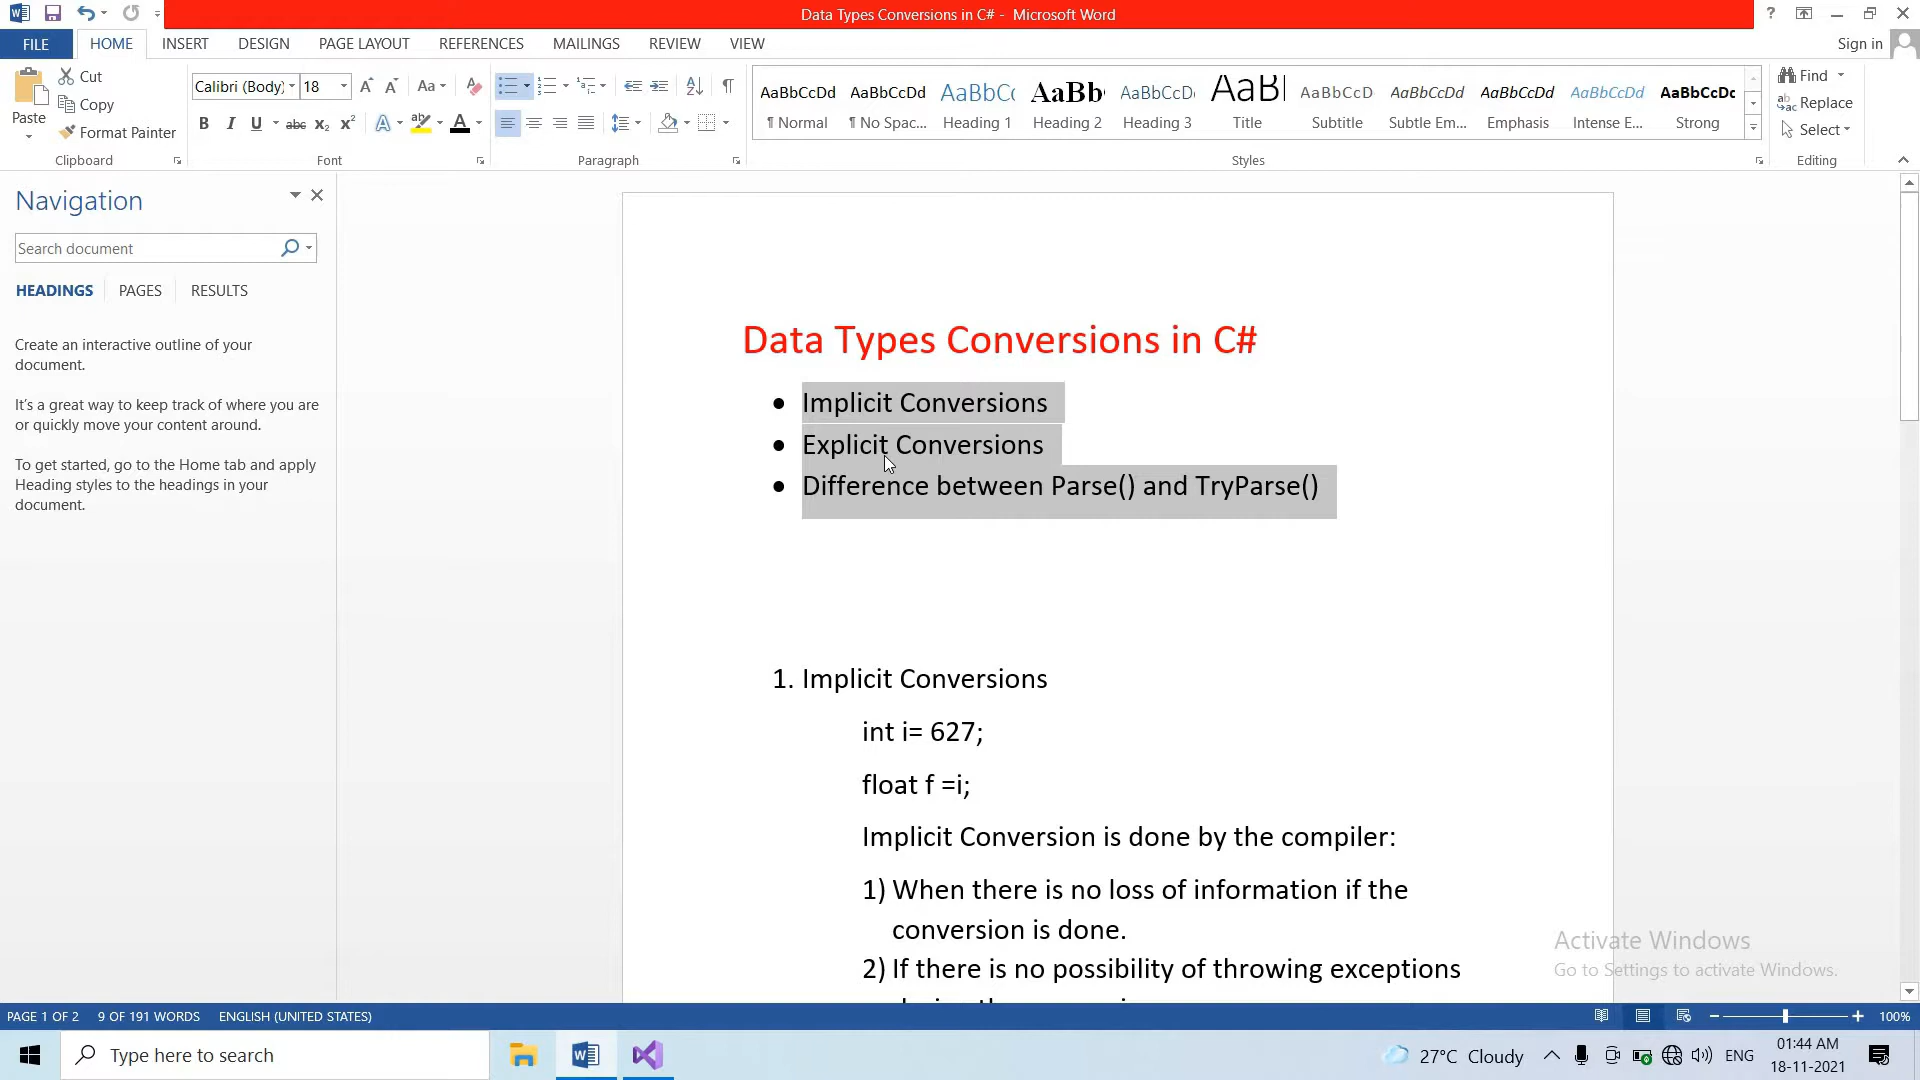 Data Types Conversions in C# - Microsoft Word
FILE HOME INSERT DESIGN PAGE LAYOUT REFERENCES MAILINGS REVIEW VIEW Sign in
Paste
Cut
Copy
Format Painter
Clipboard
Calibri (Body) 18
Font
Paragraph
AaBbCcDd AaBbCcDd AaBbC AaBb AaBbCcD AaB AaBbCcD AaBbCcDd AaBbCcDd AaBbCcDd AaBbCcDc
¶ Normal ¶ No Spac... Heading 1 Heading 2 Heading 3 Title Subtitle Subtle Em... Emphasis Intense E... Strong
Styles
Find
Replace
Select
Editing
Navigation
Search document
HEADINGS PAGES RESULTS
Create an interactive outline of your
document.
It's a great way to keep track of where you are
or quickly move your content around.
To get started, go to the Home tab and apply
Heading styles to the headings in your
document.
Data Types Conversions in C#
• Implicit Conversions
• Explicit Conversions
• Difference between Parse() and TryParse()
1. Implicit Conversions
int i= 627;
float f =i;
Implicit Conversion is done by the compiler:
1) When there is no loss of information if the
conversion is done.
2) If there is no possibility of throwing exceptions
Activate Windows
Go to Settings to activate Windows.
PAGE 1 OF 2 9 OF 191 WORDS ENGLISH (UNITED STATES) 100%
Type here to search
27°C Cloudy ENG
01:44 AM
18-11-2021